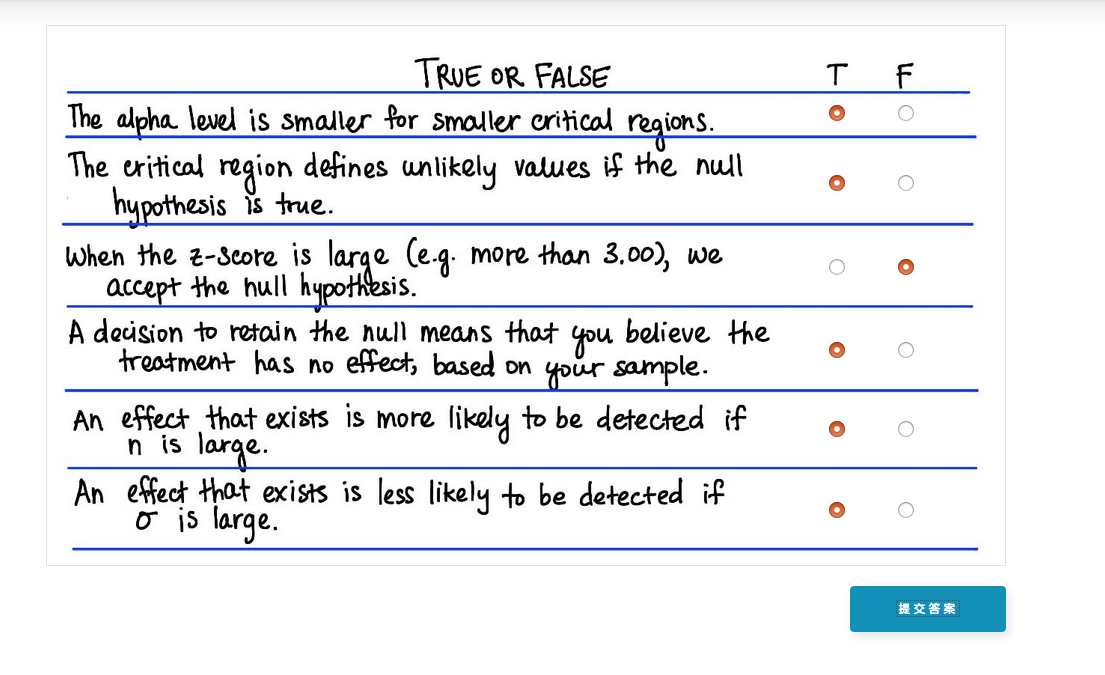 TRUE OR FALSE T F
The alpha level is smaller for smaller critical regions.
The critical region defines unlikely values if the null
hypothesis is true.
When the z-score is large (e.g. more than 3.00), we
accept the null hypothesis.
A decision to retain the null means that you believe the
treatment has no effect, based on your sample.
An effect that exists is more likely to be detected if
n is large.
An effect that exists is less likely to be detected if
σ is large.
提交答案